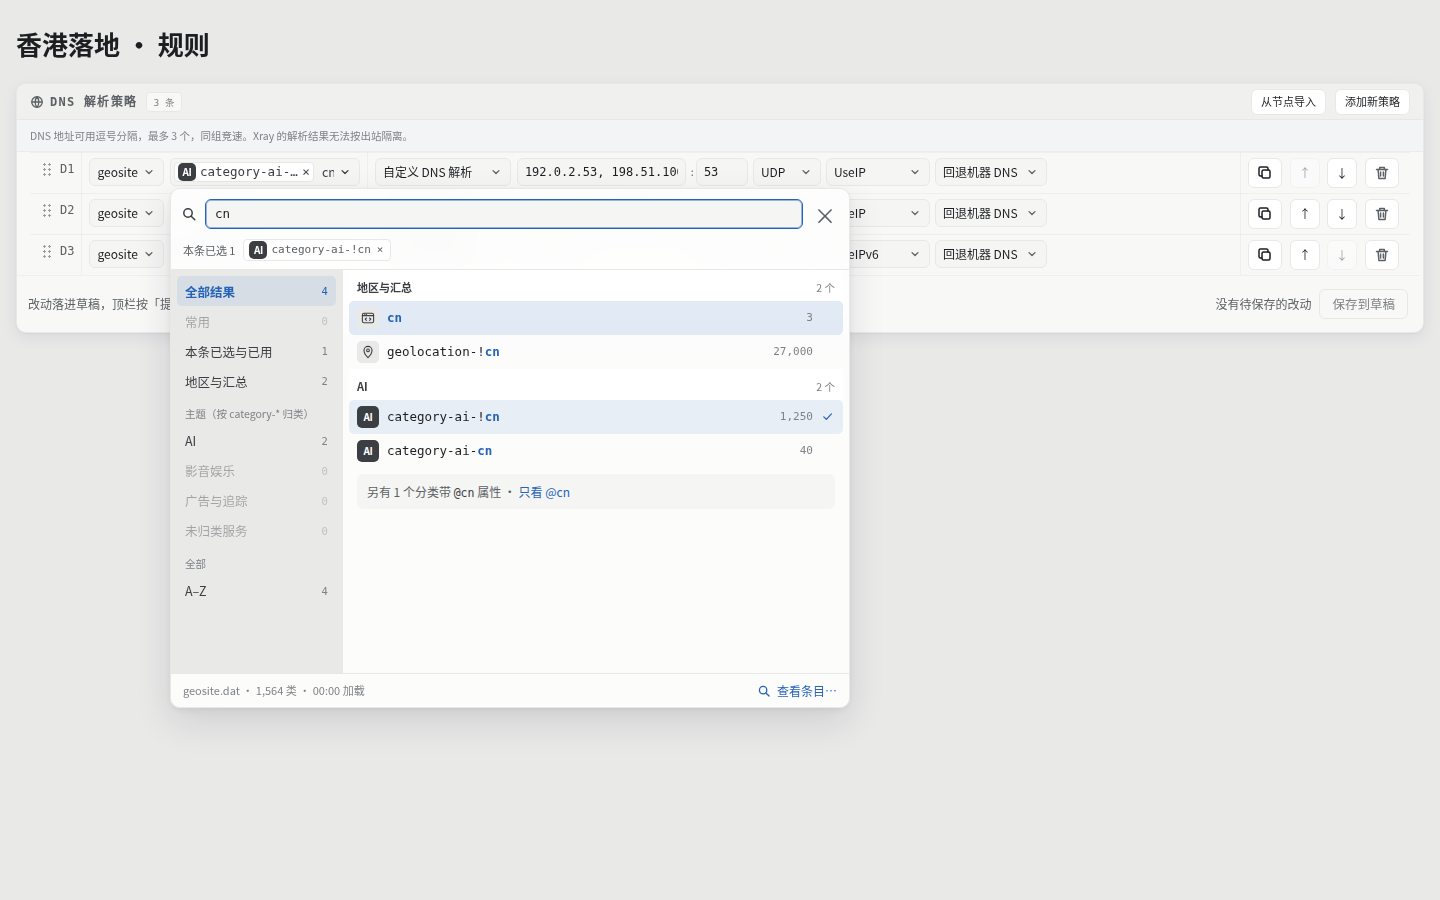 香港落地 · 规则
DNS 解析策略 3 条 从节点导入 添加新策略
DNS 地址可用逗号分隔，最多 3 个，同组竞速。Xray 的解析结果无法按出站隔离。
D1 geosite AI category-ai-… × cn 自定义 DNS 解析 192.0.2.53, 198.51.10 : 53 UDP UseIP 回退机器 DNS ↑ ↓
D2 geosite eIP 回退机器 DNS ↑ ↓
D3 geosite eIPv6 回退机器 DNS ↑ ↓
改动落进草稿，顶栏按「提 没有待保存的改动 保存到草稿
cn
本条已选 1 AI category-ai-!cn ×
全部结果 4
常用 0
本条已选与已用 1
地区与汇总 2
主题（按 category-* 归类）
AI 2
影音娱乐 0
广告与追踪 0
未归类服务 0
全部
A–Z 4
地区与汇总 2 个
cn 3
geolocation-!cn 27,000
AI 2 个
AI category-ai-!cn 1,250
AI category-ai-cn 40
另有 1 个分类带 @cn 属性 · 只看 @cn
geosite.dat · 1,564 类 · 00:00 加载 查看条目…